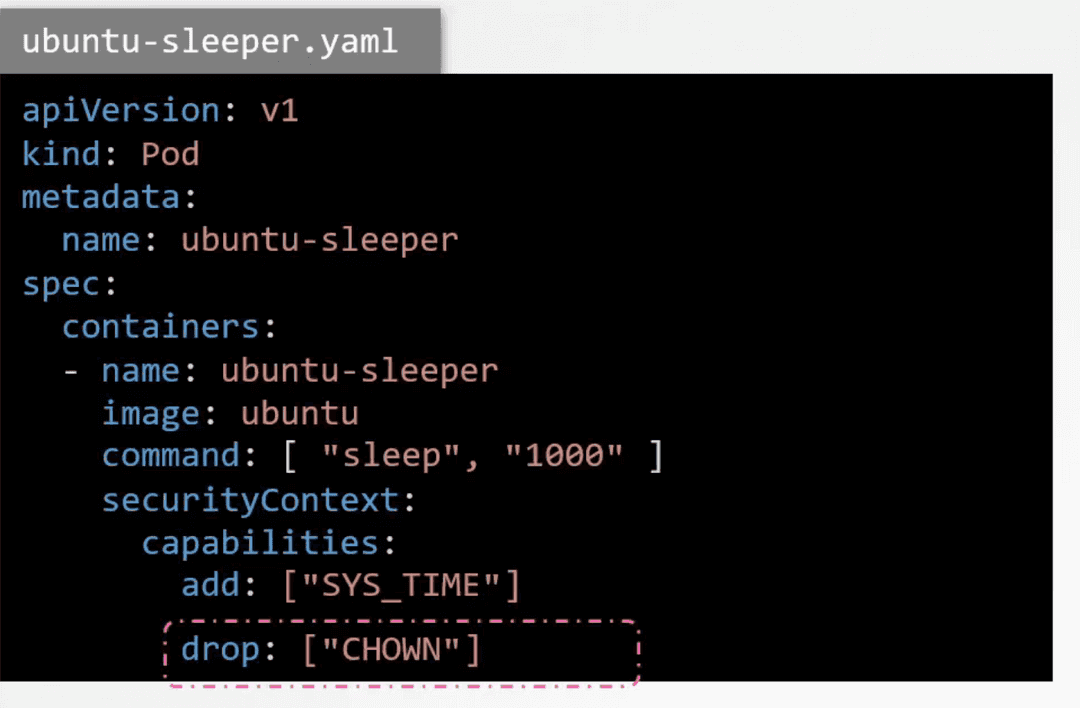 ubuntu-sleeper.yaml
apiVersion: v1
kind: Pod
metadata:
  name: ubuntu-sleeper
spec:
  containers:
  - name: ubuntu-sleeper
    image: ubuntu
    command: [ "sleep", "1000" ]
    securityContext:
      capabilities:
        add: ["SYS_TIME"]
        drop: ["CHOWN"]